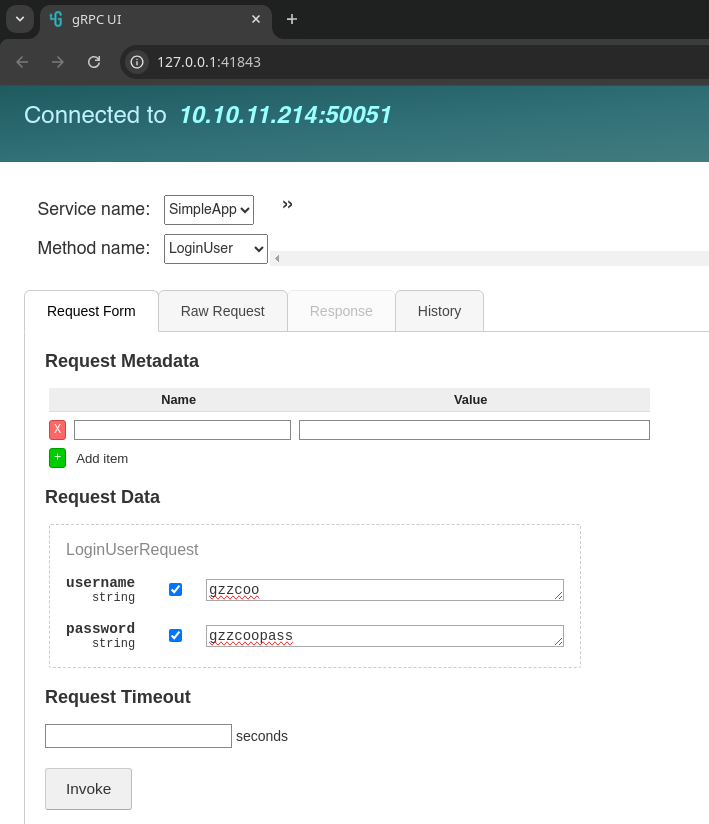 gRPC UI
127.0.0.1:41843
Connected to 10.10.11.214:50051
Service name: SimpleApp »
Method name: LoginUser
Request Form Raw Request Response History
Request Metadata
Name Value
X
+ Add item
Request Data
LoginUserRequest
username gzzcoo
string
password gzzcoopass
string
Request Timeout
seconds
Invoke